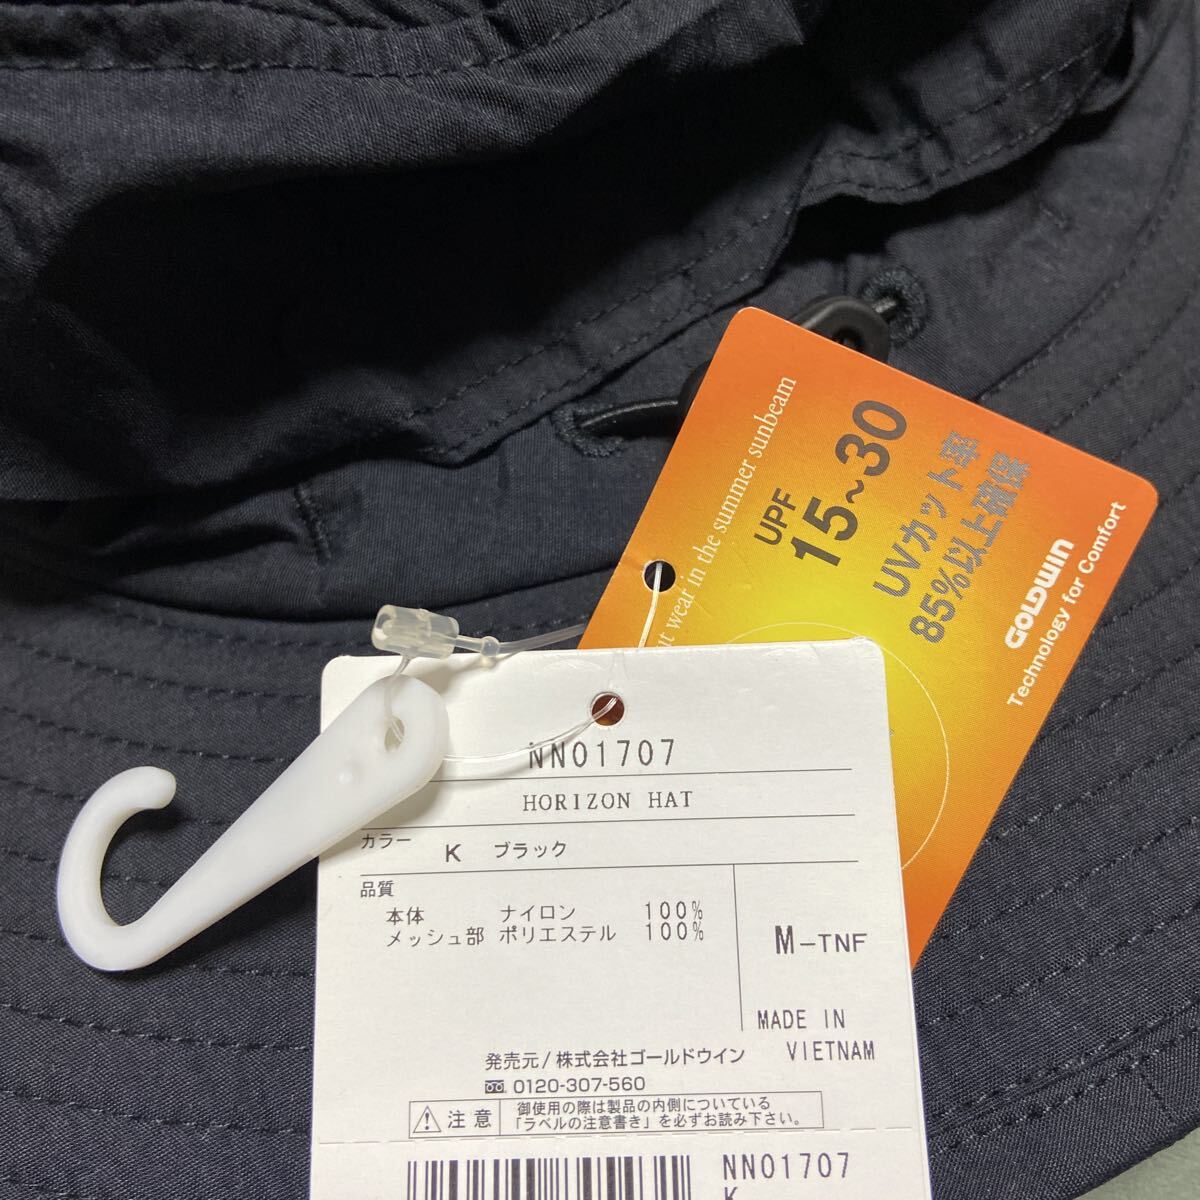 UPF
15~30
UVカット率
85%以上確保
GOLDWIN
Technology for Comfort
wear in the summer sunbeam
NN01707
HORIZON HAT
カラー K ブラック
品質
本体 ナイロン 100%
メッシュ部 ポリエステル 100%
M-TNF
MADE IN
VIETNAM
発売元/株式会社ゴールドウイン
0120-307-560
注意
御使用の際は製品の内側についている
「ラベルの注意書き」を必ずお読み下さい。
NN01707
K